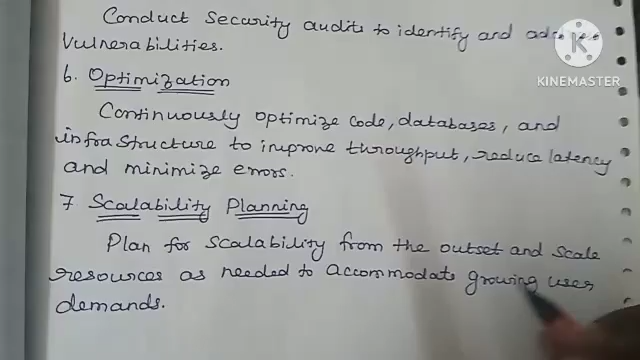 Conduct Security audits to identify and address
vulnerabilities.
6. Optimization
Continuously optimize code, databases, and
infrastructure to improve throughput, reduce latency
and minimize errors.
7 Scalability Planning
Plan for scalability from the outset and scale
resources as needed to accommodate growing user
demands.
KINEMASTER